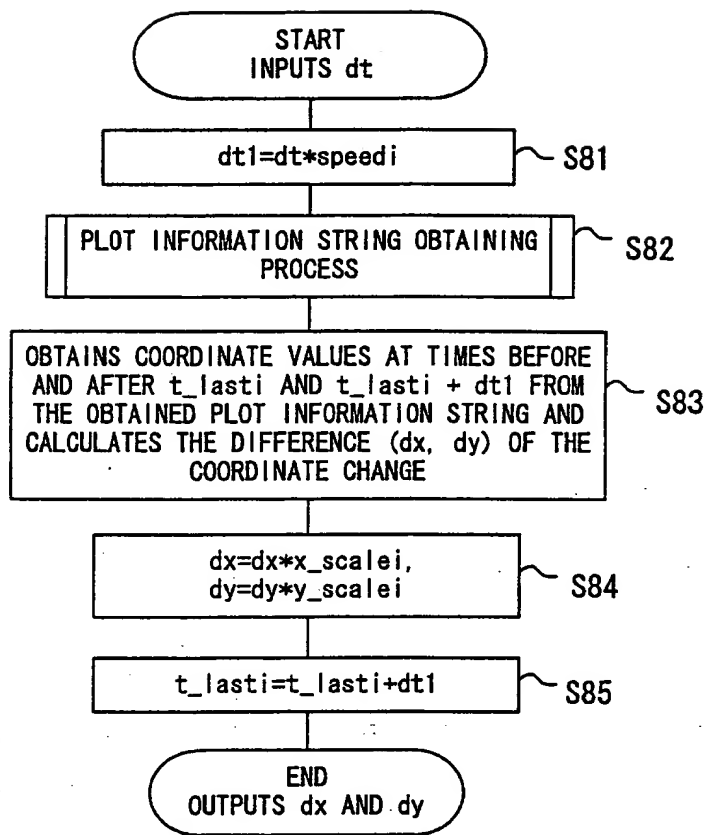 START
INPUTS dt
dt1=dt*speedi
S81
PLOT INFORMATION STRING OBTAINING
PROCESS
S82
OBTAINS COORDINATE VALUES AT TIMES BEFORE
AND AFTER t_lasti AND t_lasti + dt1 FROM
THE OBTAINED PLOT INFORMATION STRING AND
CALCULATES THE DIFFERENCE (dx, dy) OF THE
COORDINATE CHANGE
S83
dx=dx*x_scalei,
dy=dy*y_scalei
S84
t_lasti=t_lasti+dt1
S85
END
OUTPUTS dx AND dy